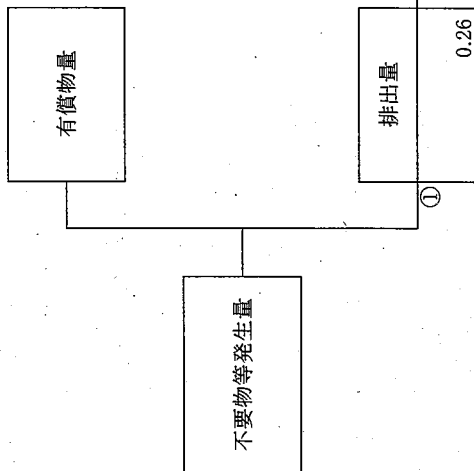 不要物等発生量
有償物量
①
排出量
0.26